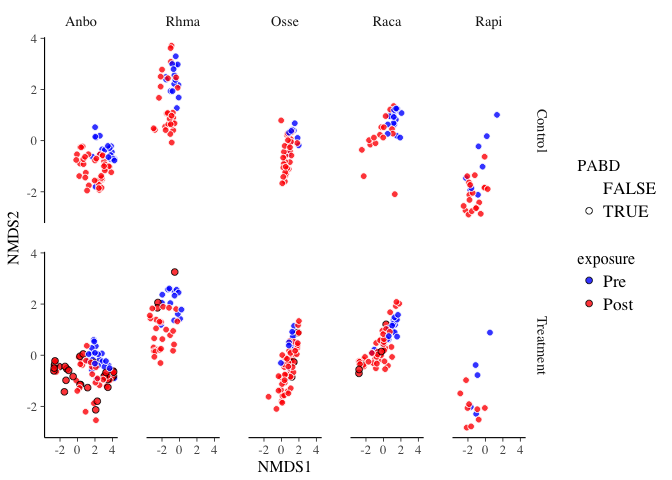 Anbo Rhma Osse Raca Rapi
4
2
0
-2
Control
4
2
0
-2
Treatment
-2 0 2 4 -2 0 2 4 -2 0 2 4 -2 0 2 4 -2 0 2 4
NMDS1
NMDS2
PABD
FALSE
TRUE
exposure
Pre
Post